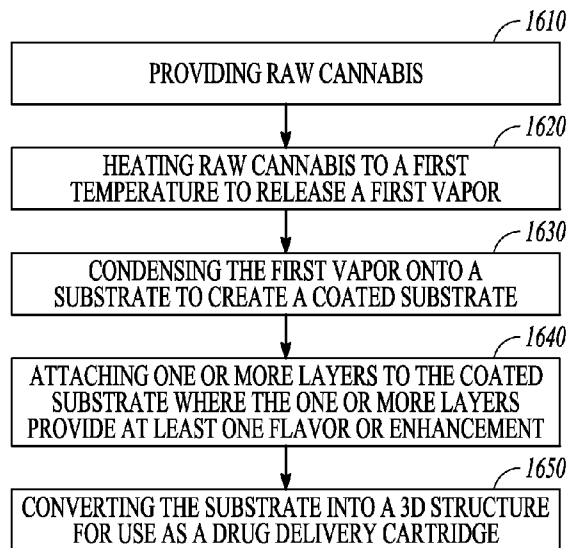 1610
PROVIDING RAW CANNABIS
1620
HEATING RAW CANNABIS TO A FIRST
TEMPERATURE TO RELEASE A FIRST VAPOR
1630
CONDENSING THE FIRST VAPOR ONTO A
SUBSTRATE TO CREATE A COATED SUBSTRATE
1640
ATTACHING ONE OR MORE LAYERS TO THE COATED
SUBSTRATE WHERE THE ONE OR MORE LAYERS
PROVIDE AT LEAST ONE FLAVOR OR ENHANCEMENT
1650
CONVERTING THE SUBSTRATE INTO A 3D STRUCTURE
FOR USE AS A DRUG DELIVERY CARTRIDGE